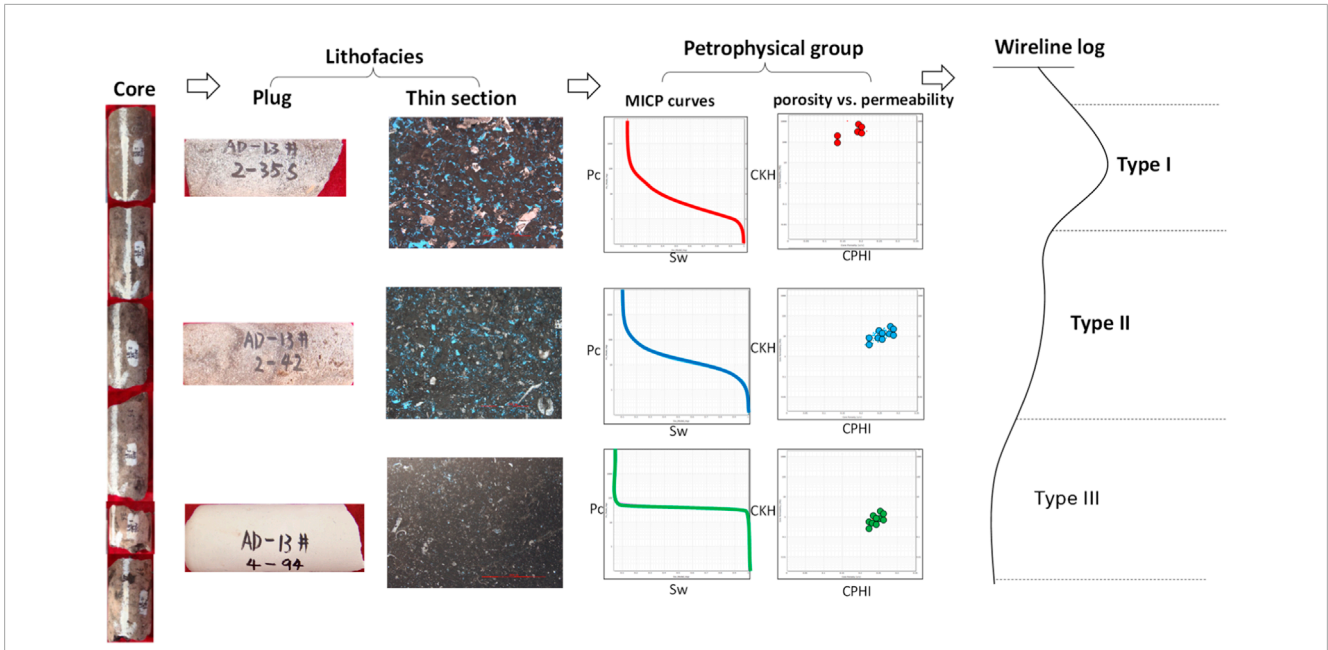 Wireline log
Petrophysical group
Lithofacies
Core
Plug
Thin section
MICP curves
porosity vs. permeability
AD-13#
2-35S
Pc
Sw
CKH
CPHI
Type I
AD-13#
2-42
Pc
Sw
CKH
CPHI
Type II
AD-13#
4-94
Pc
Sw
CKH
CPHI
Type III